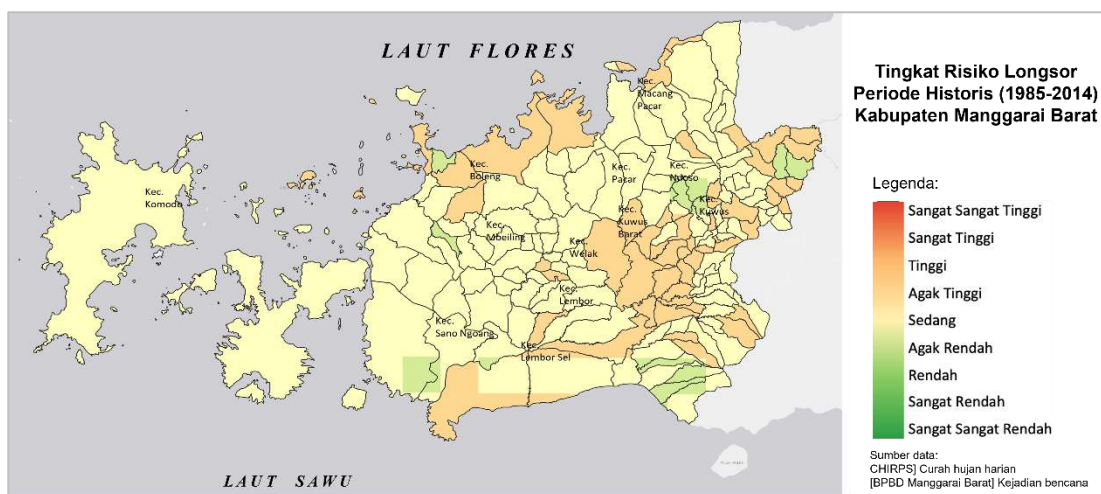 LAUT FLORES
Kec.
Macang
Pacar
Kec.
Boleng
Kec.
Pacar
Kec.
Ndoso
Kec.
Komodo
Kec.
Kuwus
Kec.
Kuwus
Barat
Kec.
Mbeiling
Kec.
Welak
Kec.
Lembor
Kec.
Sano Ngoang
Kec.
Lembor Sel
LAUT SAWU
Tingkat Risiko Longsor
Periode Historis (1985-2014)
Kabupaten Manggarai Barat
Legenda:
Sangat Sangat Tinggi
Sangat Tinggi
Tinggi
Agak Tinggi
Sedang
Agak Rendah
Rendah
Sangat Rendah
Sangat Sangat Rendah
Sumber data:
CHIRPS] Curah hujan harian
[BPBD Manggarai Barat] Kejadian bencana